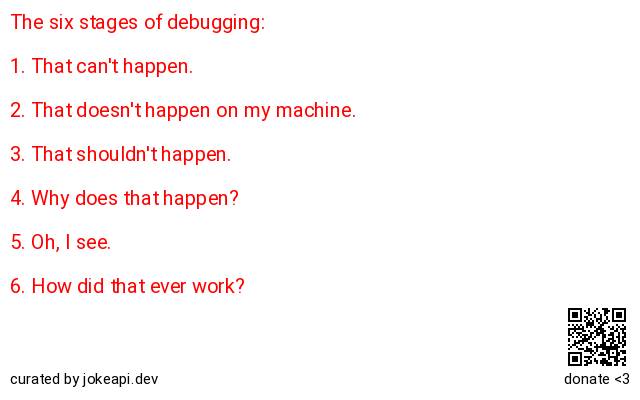 The six stages of debugging:
1. That can't happen.
2. That doesn't happen on my machine.
3. That shouldn't happen.
4. Why does that happen?
5. Oh, I see.
6. How did that ever work?
curated by jokeapi.dev
donate <3